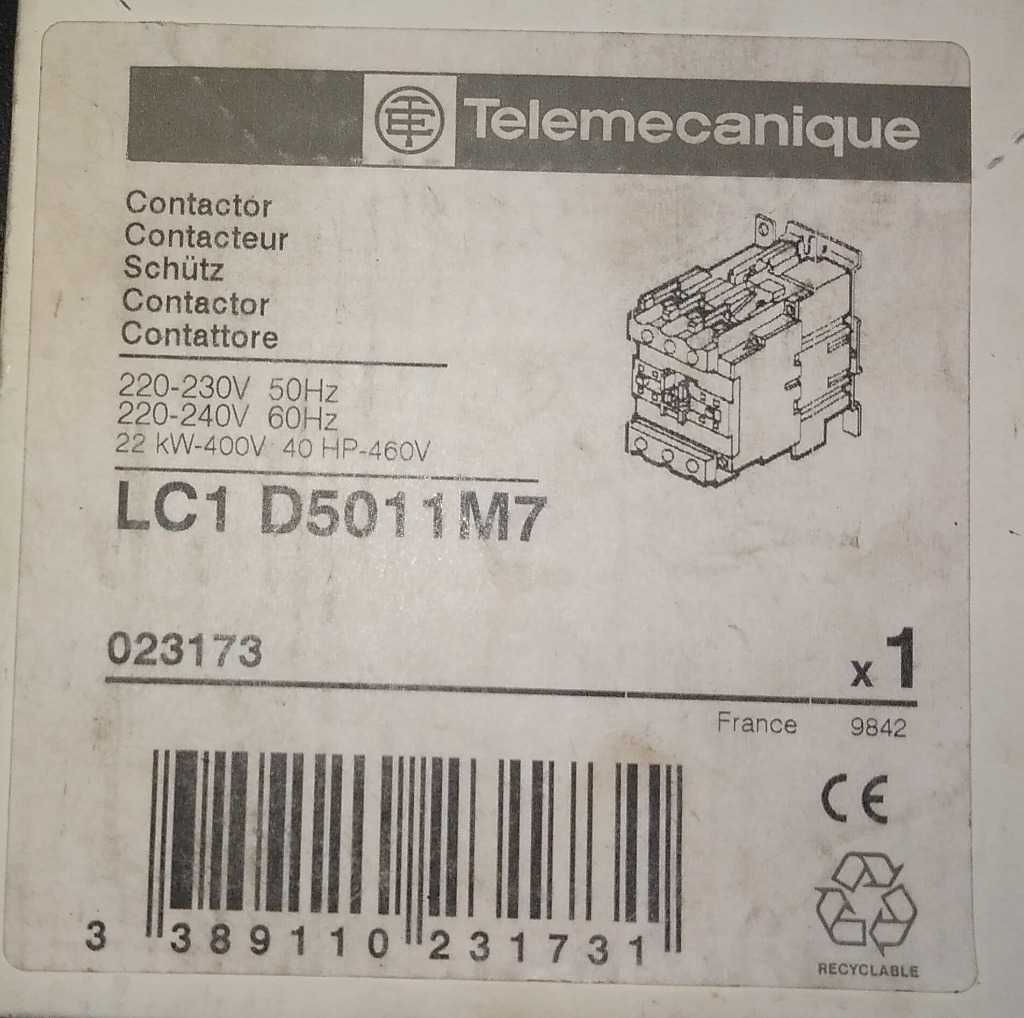 Telemecanique
Contactor
Contacteur
Schütz
Contactor
Contattore
220-230V 50Hz
220-240V 60Hz
22 kW-400V 40 HP-460V
LC1 D5011M7
023173
x 1
France 9842
CE
3 389110 231731
RECYCLABLE